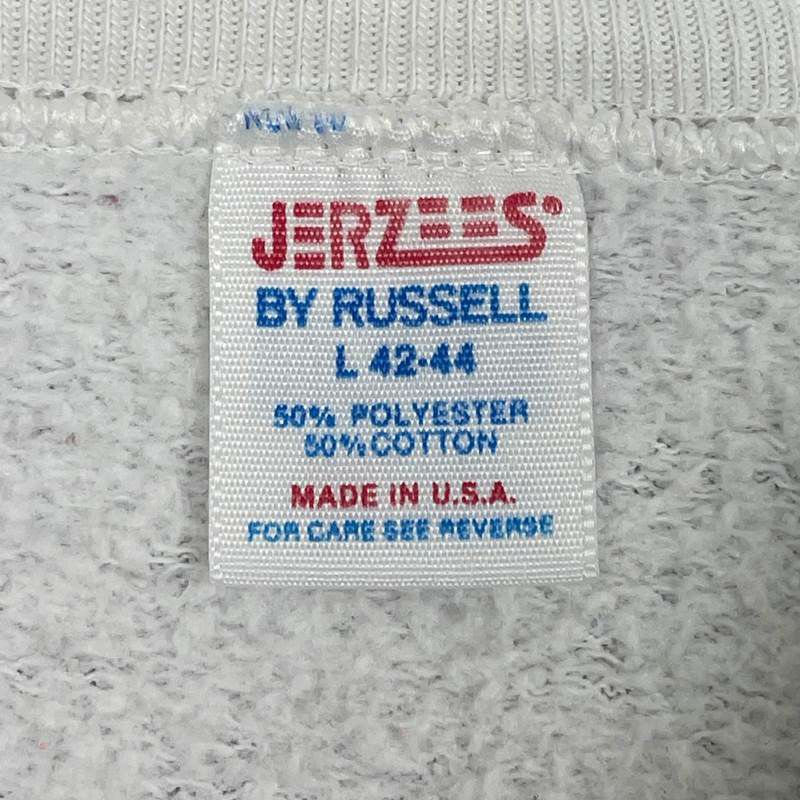 JERZEES®
BY RUSSELL
L 42-44
50% POLYESTER
50% COTTON
MADE IN U.S.A.
FOR CARE SEE REVERSE